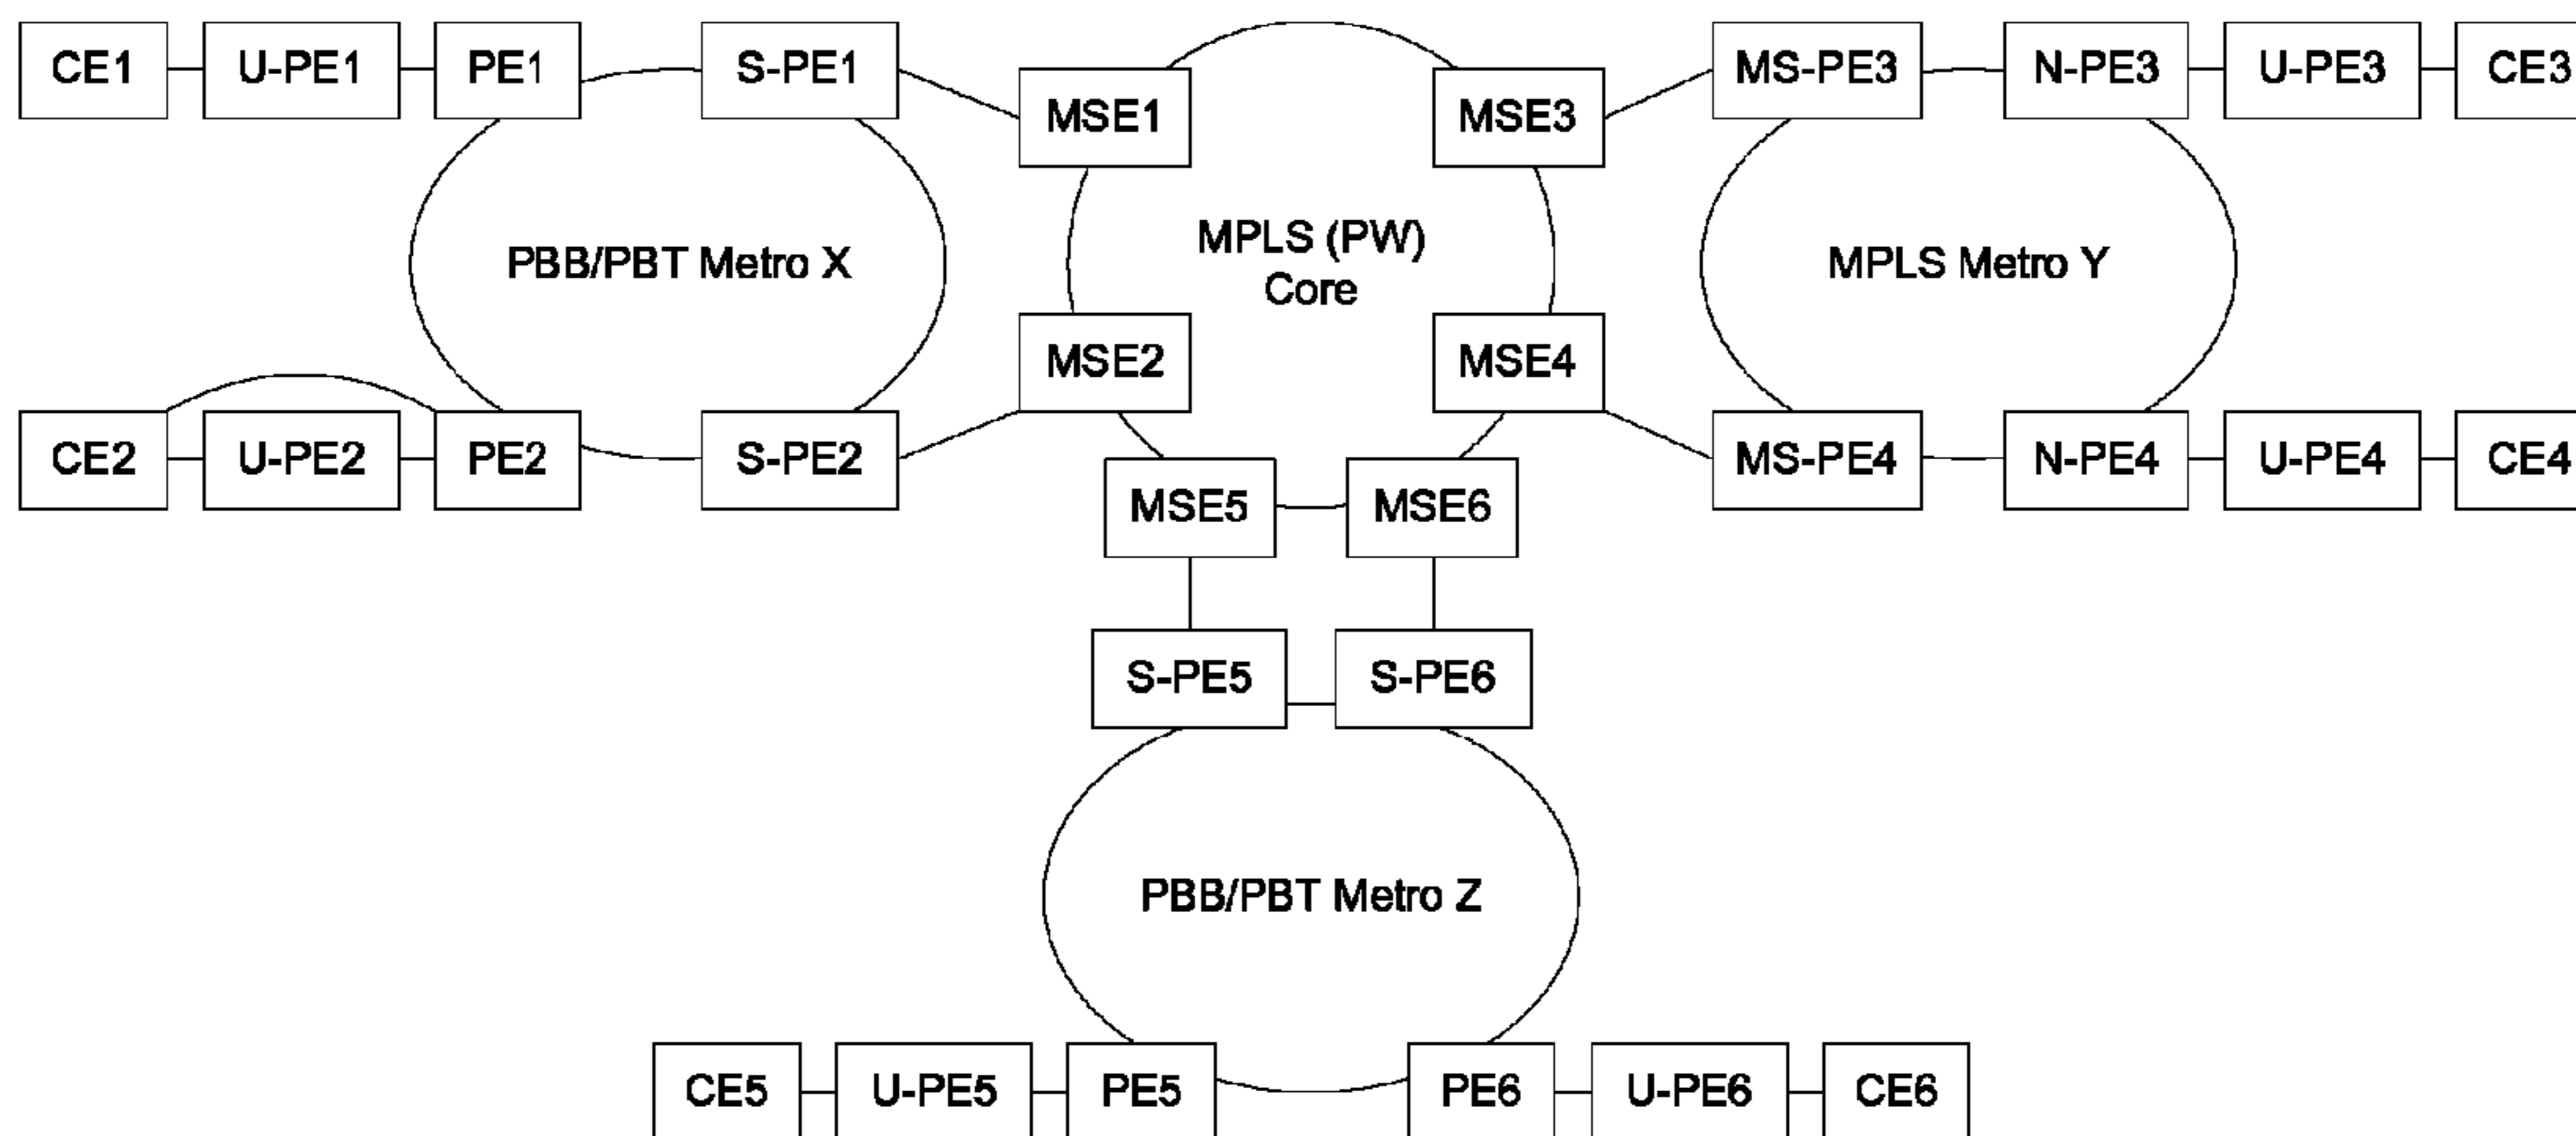 CE1 U-PE1 PE1 S-PE1 MSE1 MSE3 MS-PE3 N-PE3 U-PE3 CE3
PBB/PBT Metro X
MPLS (PW)
Core
MPLS Metro Y
MSE2 MSE4
CE2 U-PE2 PE2 S-PE2 MS-PE4 N-PE4 U-PE4 CE4
MSE5 MSE6
S-PE5 S-PE6
PBB/PBT Metro Z
CE5 U-PE5 PE5 PE6 U-PE6 CE6